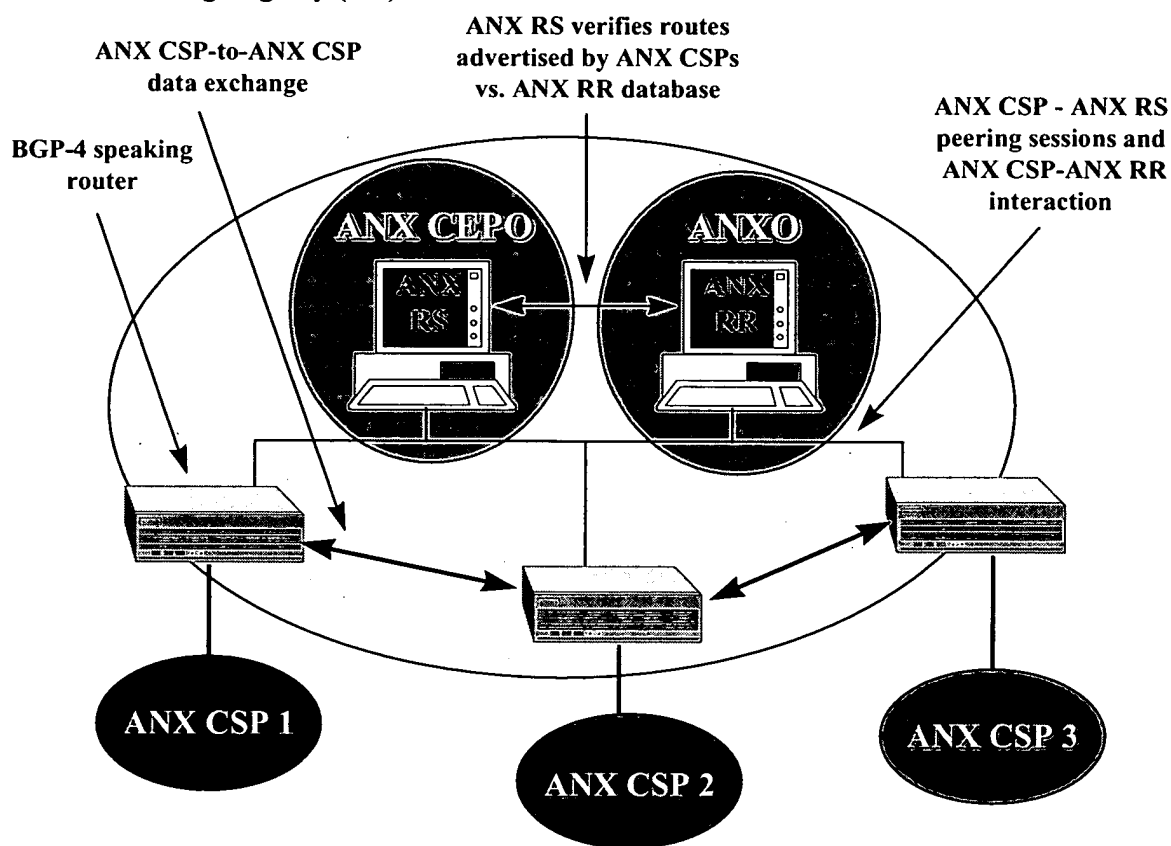 ANX RS verifies routes
advertised by ANX CSPs
vs. ANX RR database
ANX CSP-to-ANX CSP
data exchange
ANX CSP - ANX RS
peering sessions and
ANX CSP-ANX RR
interaction
BGP-4 speaking
router
ANX CEPO
ANXO
ANX
RS
ANX
RR
ANX CSP 1
ANX CSP 2
ANX CSP 3